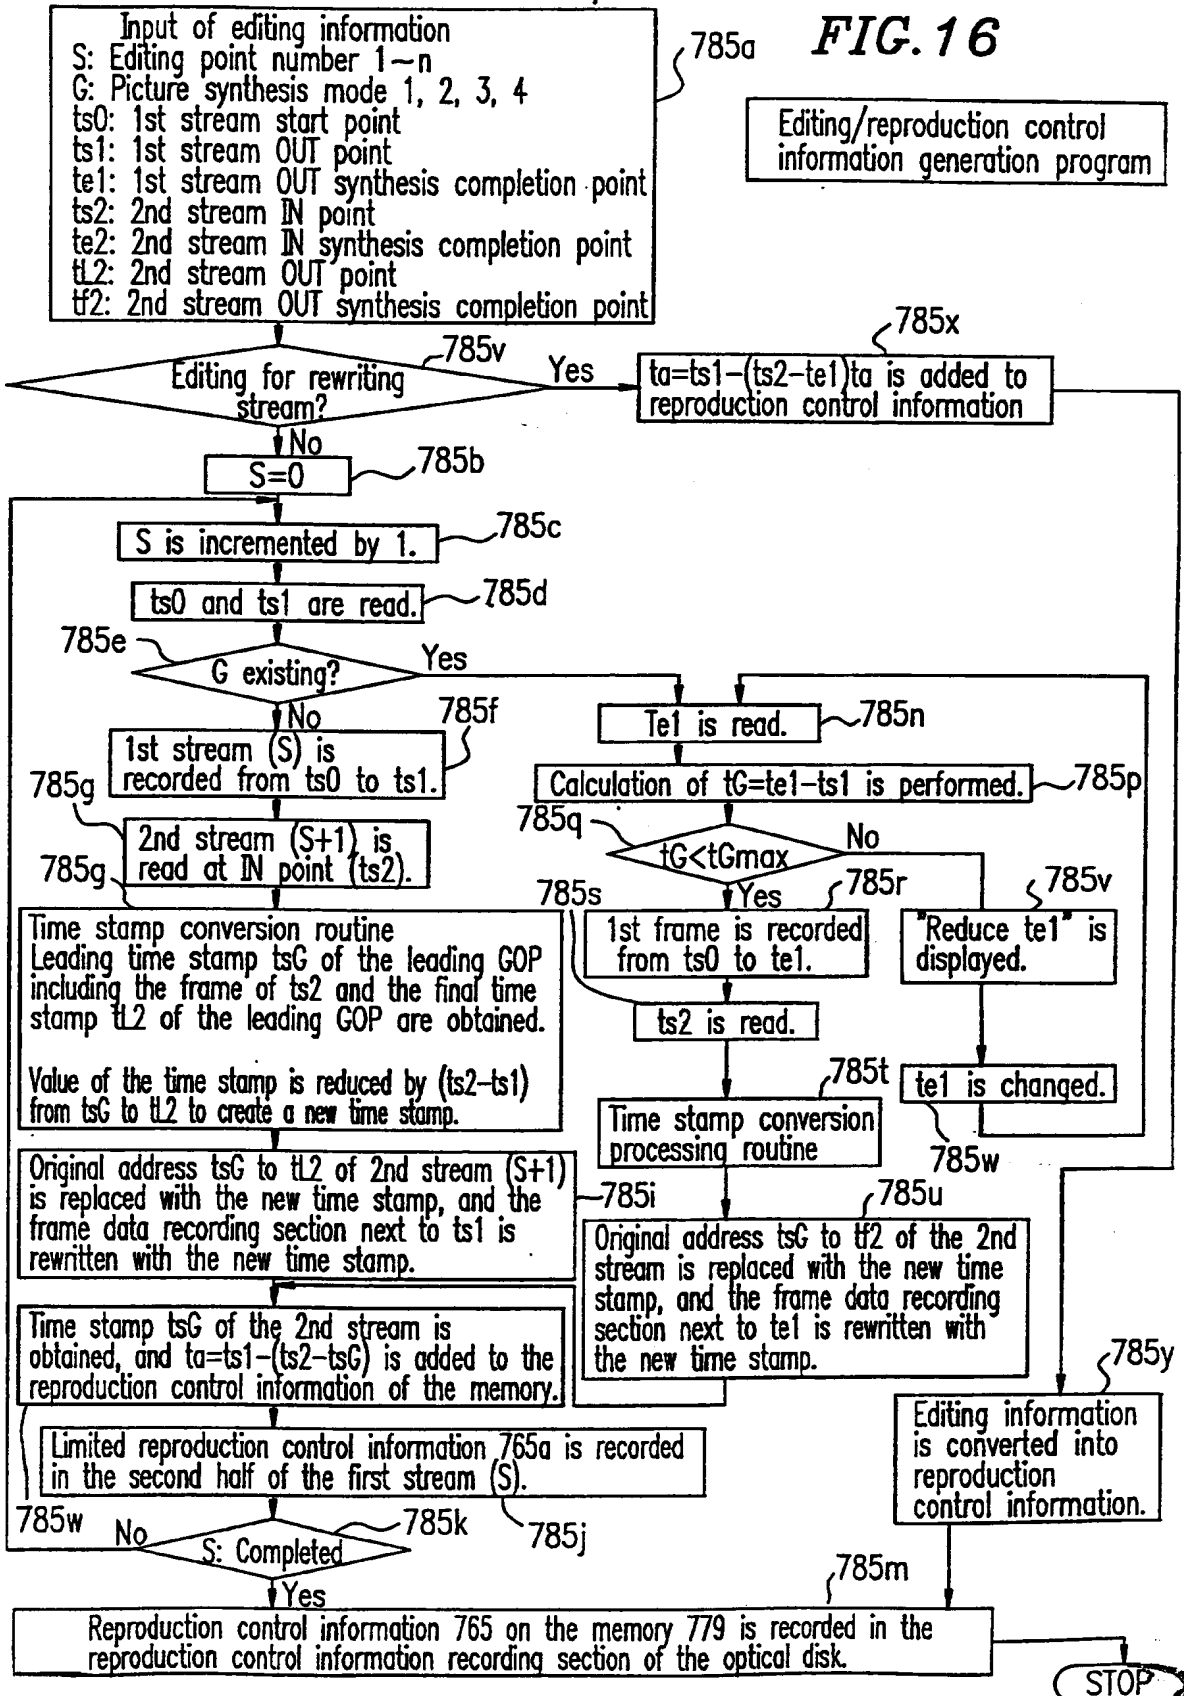 FIG.16
Input of editing information
S: Editing point number 1~n
G: Picture synthesis mode 1, 2, 3, 4
ts0: 1st stream start point
ts1: 1st stream OUT point
te1: 1st stream OUT synthesis completion point
ts2: 2nd stream IN point
te2: 2nd stream IN synthesis completion point
tL2: 2nd stream OUT point
tf2: 2nd stream OUT synthesis completion point
785a
Editing/reproduction control
information generation program
785v
Editing for rewriting
stream?
Yes
785x
ta=ts1-(ts2-te1)ta is added to
reproduction control information
No
S=0
785b
S is incremented by 1.
785c
ts0 and ts1 are read.
785d
785e
G existing?
Yes
No
785f
1st stream (S) is
recorded from ts0 to ts1.
785g
2nd stream (S+1) is
read at IN point (ts2).
785g
Time stamp conversion routine
Leading time stamp tsG of the leading GOP
including the frame of ts2 and the final time
stamp tL2 of the leading GOP are obtained.
Value of the time stamp is reduced by (ts2-ts1)
from tsG to tL2 to create a new time stamp.
Original address tsG to tL2 of 2nd stream (S+1)
is replaced with the new time stamp, and the
frame data recording section next to ts1 is
rewritten with the new time stamp.
785i
Time stamp tsG of the 2nd stream is
obtained, and ta=ts1-(ts2-tsG) is added to the
reproduction control information of the memory.
785w
Limited reproduction control information 765a is recorded
in the second half of the first stream (S).
785j
785k
S: Completed
No
Yes
Te1 is read.
785n
Calculation of tG=te1-ts1 is performed.
785p
785q
tG<tGmax
No
Yes
785s
785r
1st frame is recorded
from ts0 to te1.
ts2 is read.
785t
Time stamp conversion
processing routine
785u
Original address tsG to tf2 of the 2nd
stream is replaced with the new time
stamp, and the frame data recording
section next to te1 is rewritten with
the new time stamp.
785v
"Reduce te1" is
displayed.
te1 is changed.
785w
785y
Editing information
is converted into
reproduction
control information.
785m
Reproduction control information 765 on the memory 779 is recorded in the
reproduction control information recording section of the optical disk.
STOP